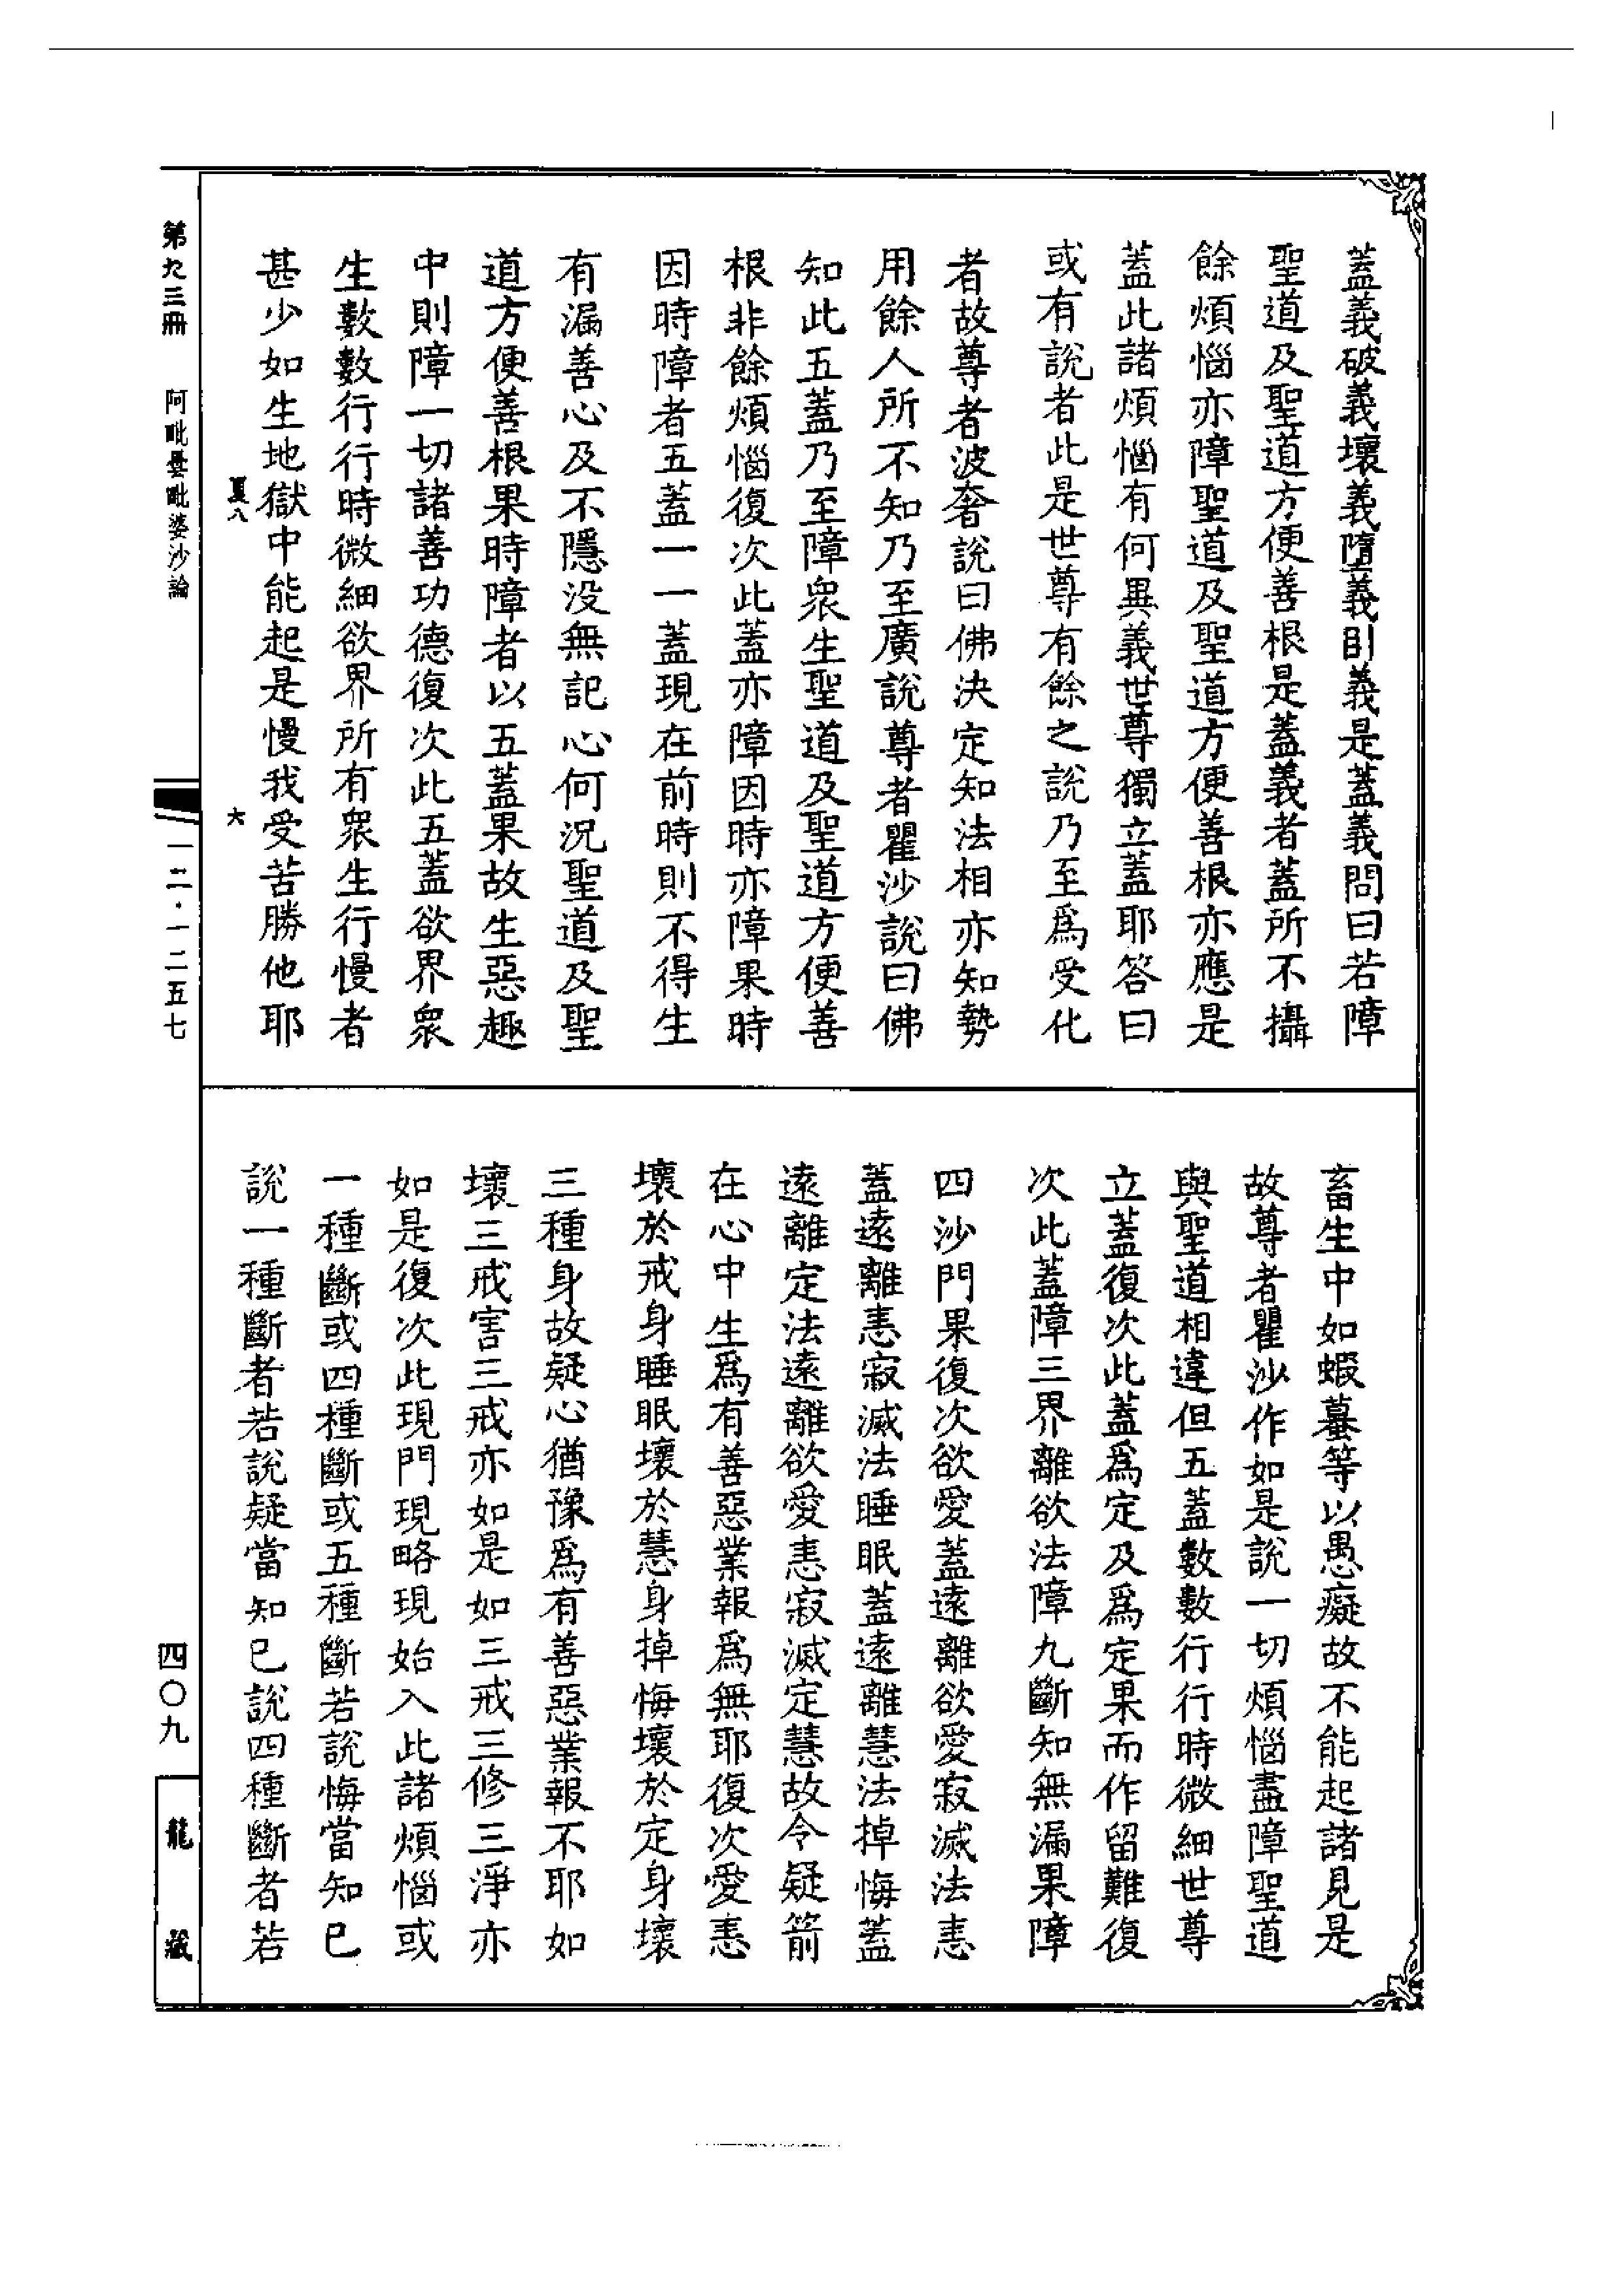 蓋義破義壞義墮義臥義是蓋義問曰若障
聖道及聖道方便善根是蓋義者蓋所不攝
餘煩惱亦障聖道及聖道方便善根亦應是
蓋此諸煩惱有何異義世尊獨立蓋耶答曰
或有說者此是世尊有餘之說乃至爲受化
者故尊者波奢說曰佛決定知法相亦知勢
用餘人所不知乃至廣說尊者瞿沙說曰佛
知此五蓋乃至障衆生聖道及聖道方便善
根非餘煩惱復次此蓋亦障因時亦障果時
因時障者五蓋一一蓋現在前時則不得生
有漏善心及不隱没無記心何況聖道及聖
道方便善根果時障者以五蓋果故生惡趣
中則障一切諸善功德復次此五蓋欲界衆
生數數行行時微細欲界所有衆生行慢者
甚少如生地獄中能起是慢我受苦勝他耶
畜生中如蝦蟇等以愚癡故不能起諸見是
故尊者瞿沙作如是說一切煩惱盡障聖道
與聖道相違但五蓋數數行行時微細世尊
立蓋復次此蓋爲定及爲定果而作留難復
次此蓋障三界離欲法障九斷知無漏果障
四沙門果復次欲愛蓋遠離欲愛寂滅法恚
蓋遠離恚寂滅法睡眠蓋遠離慧法掉悔蓋
遠離定法遠離欲愛恚寂滅定慧故令疑箭
在心中生爲有善惡業報爲無耶復次愛恚
壞於戒身睡眠壞於慧身掉悔壞於定身壞
三種身故疑心猶豫爲有善惡業報不耶如
壞三戒害三戒亦如是如三戒三修三淨亦
如是復次此現門現略現始入此諸煩惱或
一種斷或四種斷或五種斷若說悔當知已
說一種斷者若說疑當知已說四種斷者若
第九三冊 阿毗曇毗婆沙論
夏八 六
一二·一二五七
四〇九
龍藏